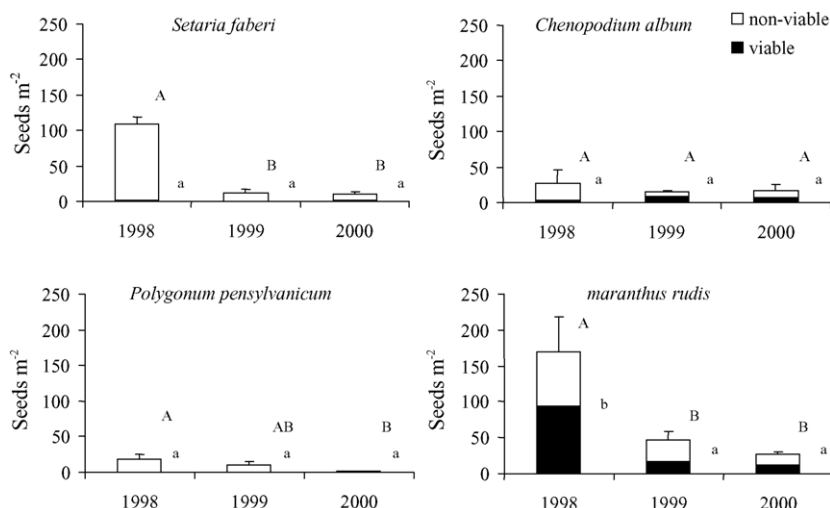 Setaria faberi
250
200
150
100
50
0
Seeds m-2
A
a
B
a
B
a
1998 1999 2000
Chenopodium album
non-viable
viable
250
200
150
100
50
0
Seeds m-2
A
a
A
a
A
a
1998 1999 2000
Polygonum pensylvanicum
250
200
150
100
50
0
Seeds m-2
A
a
AB
a
B
a
1998 1999 2000
maranthus rudis
250
200
150
100
50
0
Seeds m-2
A
b
B
a
B
a
1998 1999 2000